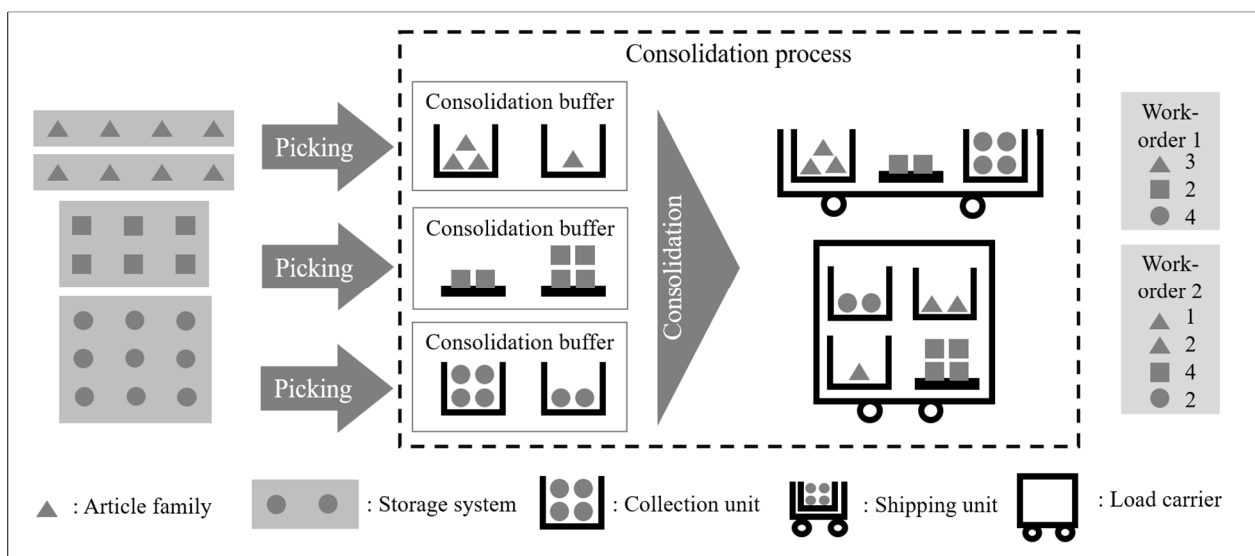 Consolidation process
Picking
Consolidation buffer
Picking
Consolidation buffer
Picking
Consolidation buffer
Consolidation
Work-
order 1
3
2
4
Work-
order 2
1
2
4
2
: Article family
: Storage system
: Collection unit
: Shipping unit
: Load carrier